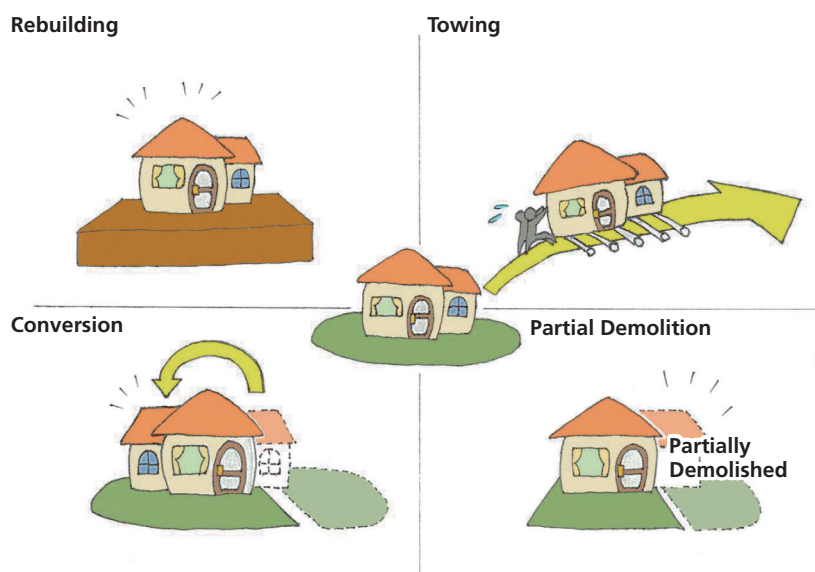 Rebuilding
Towing
Conversion
Partial Demolition
Partially
Demolished